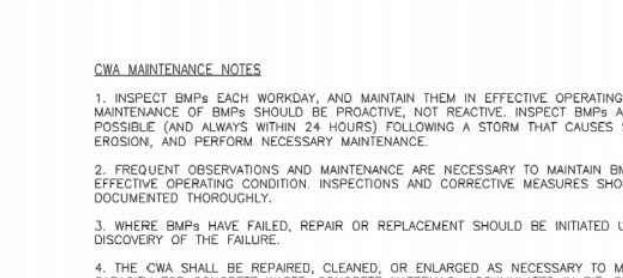 CWA MAINTENANCE NOTES
1. INSPECT BMPs EACH WORKDAY, AND MAINTAIN THEM IN EFFECTIVE OPERATING
MAINTENANCE OF BMPs SHOULD BE PROACTIVE, NOT REACTIVE. INSPECT BMPs A
POSSIBLE (AND ALWAYS WITHIN 24 HOURS) FOLLOWING A STORM THAT CAUSES
EROSION, AND PERFORM NECESSARY MAINTENANCE.
2. FREQUENT OBSERVATIONS AND MAINTENANCE ARE NECESSARY TO MAINTAIN BM
EFFECTIVE OPERATING CONDITION. INSPECTIONS AND CORRECTIVE MEASURES SHO
DOCUMENTED THOROUGHLY.
3. WHERE BMPs HAVE FAILED, REPAIR OR REPLACEMENT SHOULD BE INITIATED U
DISCOVERY OF THE FAILURE.
4. THE CWA SHALL BE REPAIRED, CLEANED, OR ENLARGED AS NECESSARY TO M